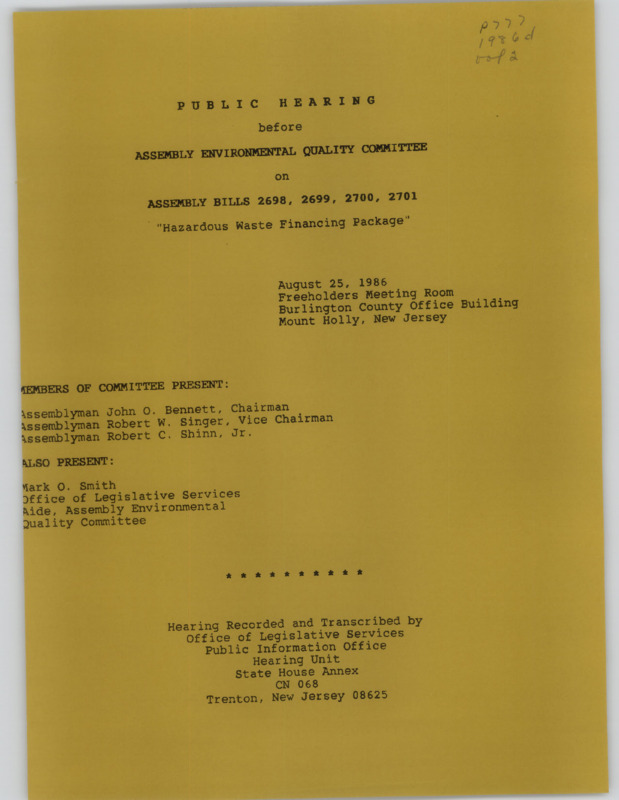 P777
1986d
vol 2
PUBLIC HEARING
before
ASSEMBLY ENVIRONMENTAL QUALITY COMMITTEE
on
ASSEMBLY BILLS 2698, 2699, 2700, 2701
"Hazardous Waste Financing Package"
August 25, 1986
Freeholders Meeting Room
Burlington County Office Building
Mount Holly, New Jersey
MEMBERS OF COMMITTEE PRESENT:
Assemblyman John O. Bennett, Chairman
Assemblyman Robert W. Singer, Vice Chairman
Assemblyman Robert C. Shinn, Jr.
ALSO PRESENT:
Mark O. Smith
Office of Legislative Services
Aide, Assembly Environmental
Quality Committee
* * * * * * * * * *
Hearing Recorded and Transcribed by
Office of Legislative Services
Public Information Office
Hearing Unit
State House Annex
CN 068
Trenton, New Jersey 08625